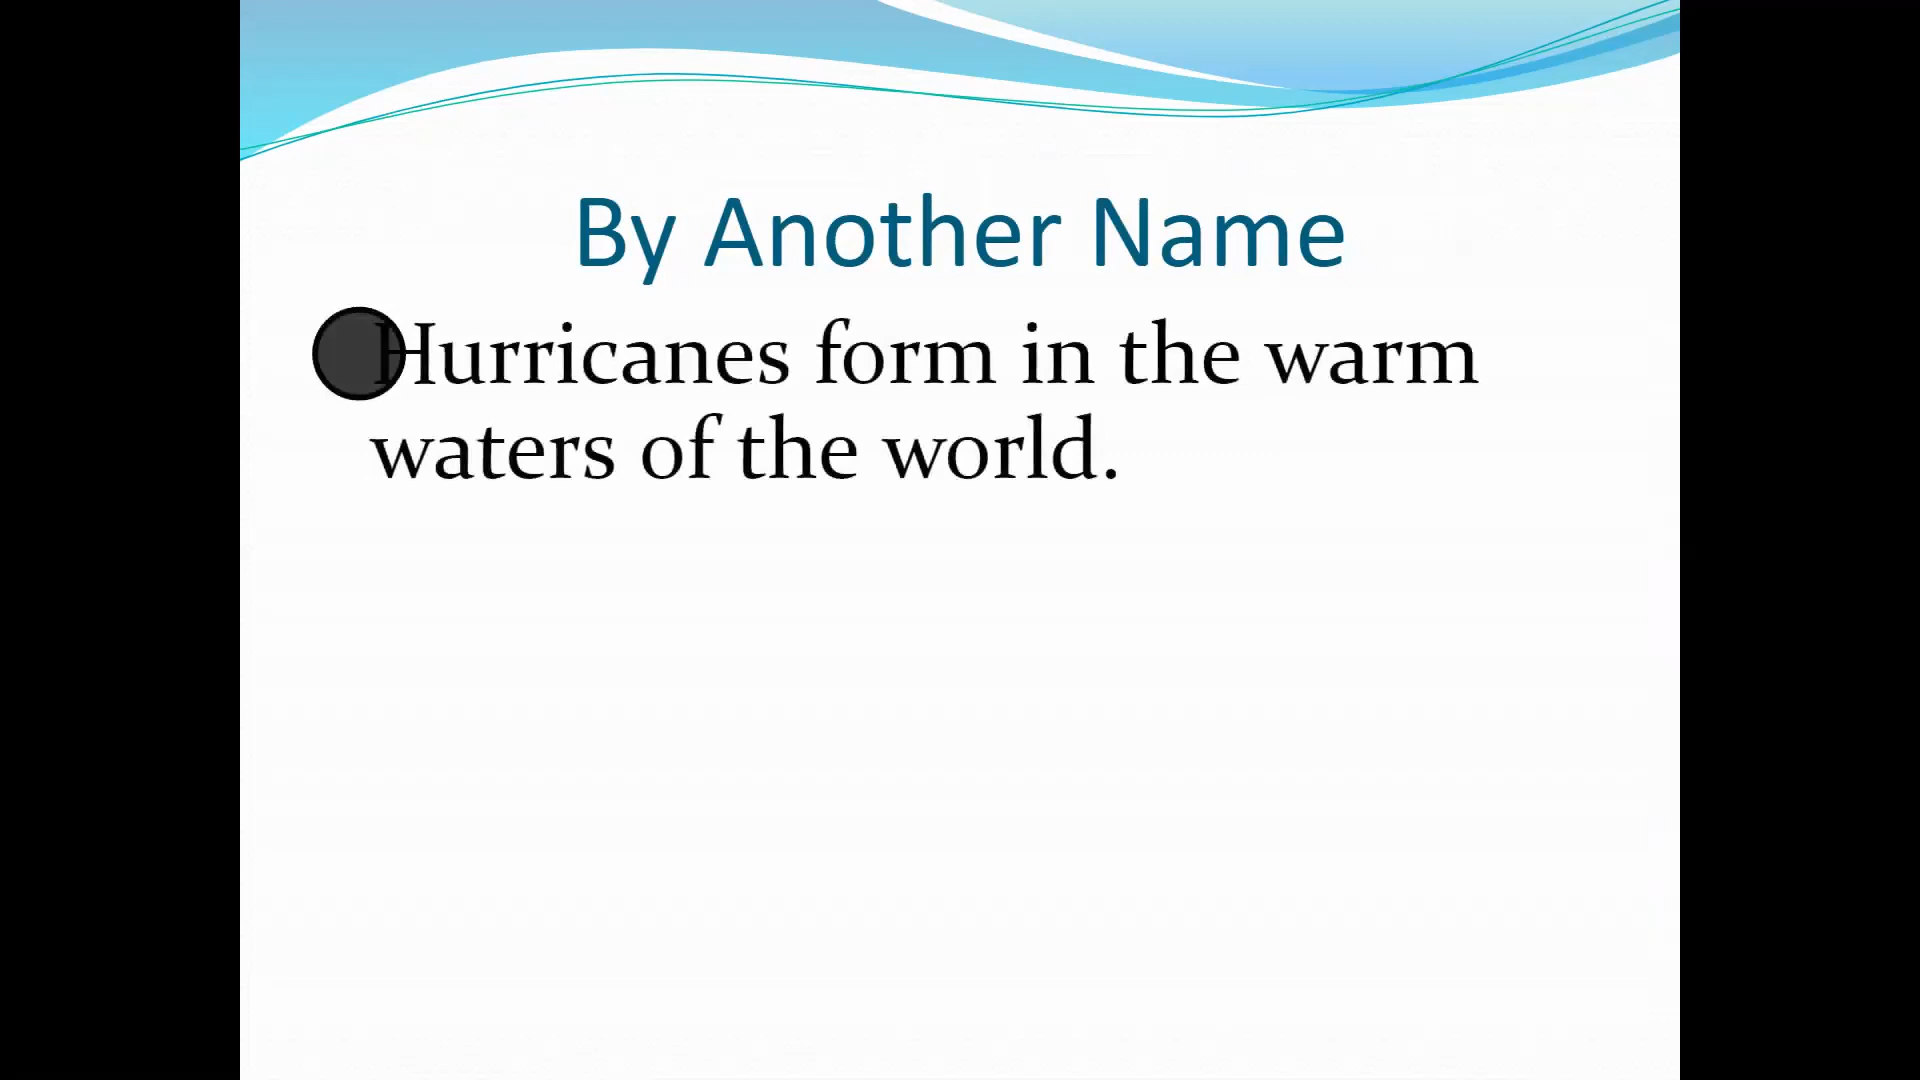 By Another Name
Hurricanes form in the warm
waters of the world.